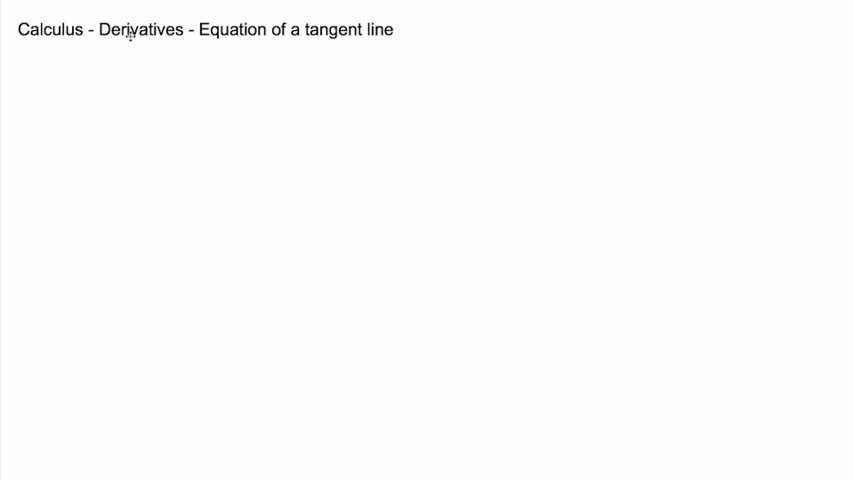 Calculus - Derivatives - Equation of a tangent line